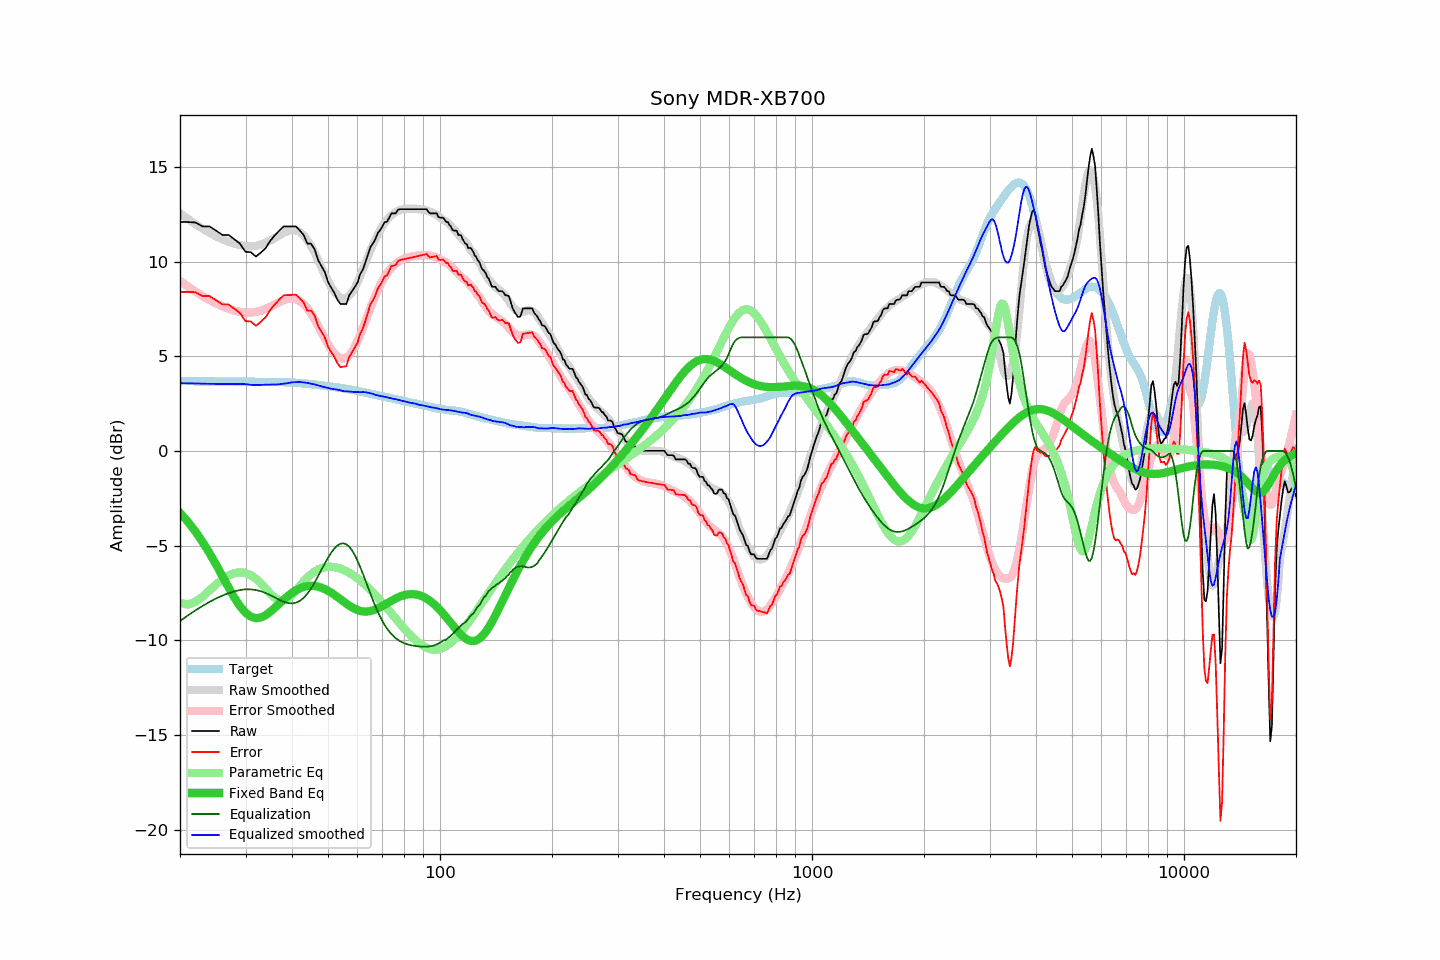 Sony MDR-XB700
Amplitude (dBr)
15
10
5
0
−5
−10
−15
−20
Target
Raw Smoothed
Error Smoothed
Raw
Error
Parametric Eq
Fixed Band Eq
Equalization
Equalized smoothed
100
1000
10000
Frequency (Hz)